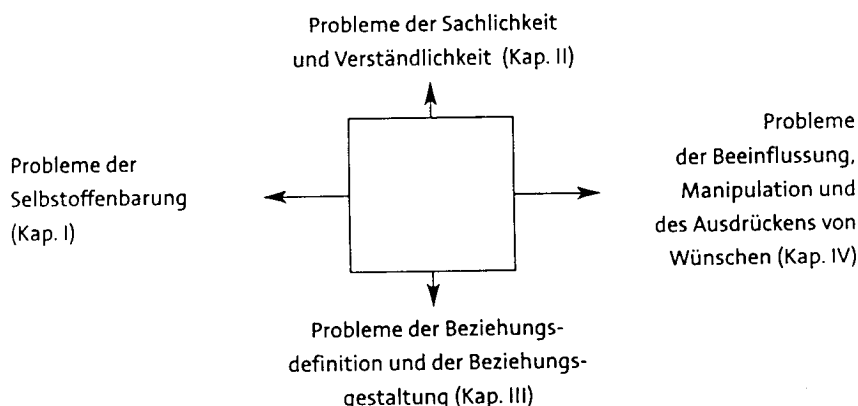 Probleme der Sachlichkeit
und Verständlichkeit (Kap. II)
Probleme der
Selbstoffenbarung
(Kap. I)
Probleme
der Beeinflussung,
Manipulation und
des Ausdrückens von
Wünschen (Kap. IV)
Probleme der Beziehungs-
definition und der Beziehungs-
gestaltung (Kap. III)